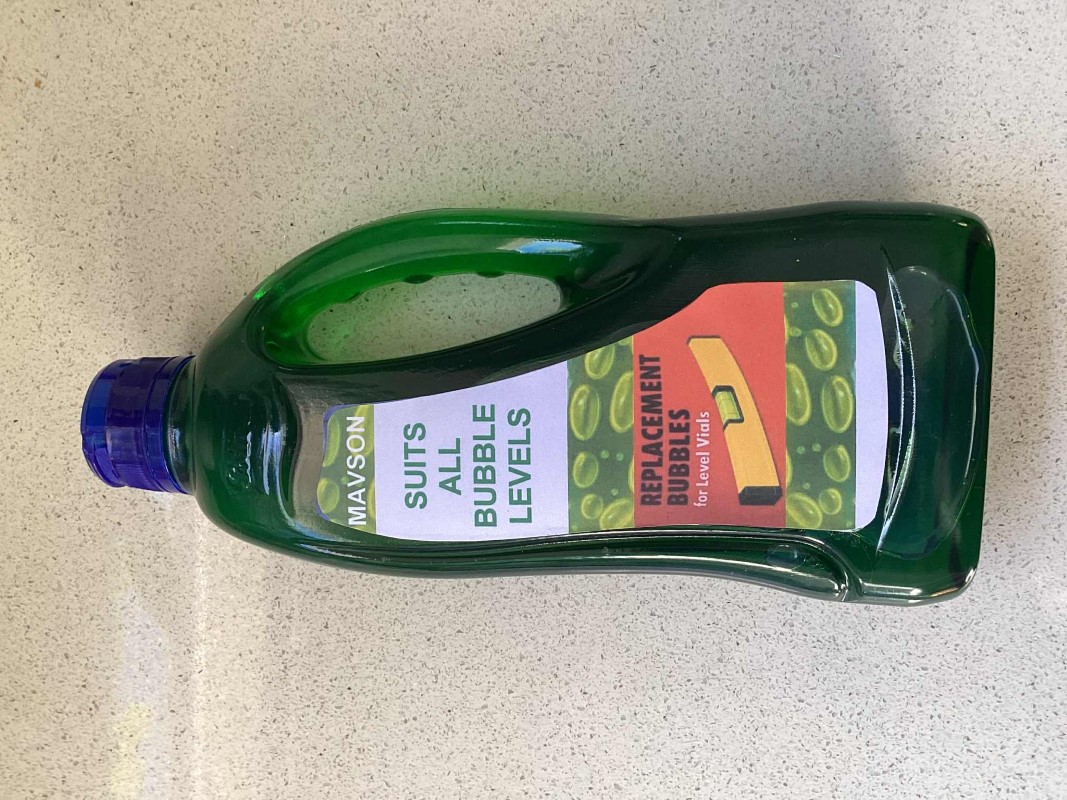 MAVSON
SUITS
ALL
BUBBLE
LEVELS
REPLACEMENT
BUBBLES
for Level Vials